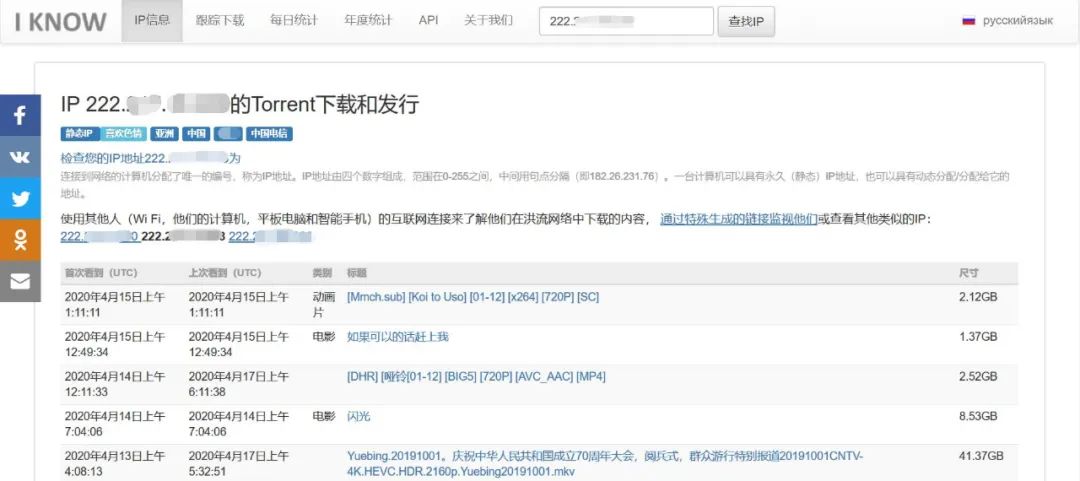 I KNOW IP信息 跟踪下载 每日统计 年度统计 API 关于我们 222. 查找IP русскийязык
IP 222. 的Torrent下载和发行
静态IP 喜欢色情 亚洲 中国 中国电信
检查您的IP地址222. 为
连接到网络的计算机分配了唯一的编号，称为IP地址。IP地址由四个数字组成，范围在0-255之间，中间用句点分隔（即182.26.231.76）。一台计算机可以具有永久（静态）IP地址，也可以具有动态分配/分配给它的
地址。
使用其他人（Wi Fi，他们的计算机，平板电脑和智能手机）的互联网连接来了解他们在洪流网络中下载的内容， 通过特殊生成的链接监视他们或查看其他类似的IP：
222. 222. 222.
首次看到（UTC） 上次看到（UTC） 类别 标题 尺寸
2020年4月15日上午 2020年4月15日上午 动画 [Mmch.sub] [Koi to Uso] [01-12] [x264] [720P] [SC] 2.12GB
1:11:11 1:11:11 片
2020年4月15日上午 2020年4月15日上午 电影 如果可以的话赶上我 1.37GB
12:49:34 12:49:34
2020年4月14日上午 2020年4月17日上午 [DHR] [哑铃[01-12] [BIG5] [720P] [AVC_AAC] [MP4] 2.52GB
12:11:33 6:11:38
2020年4月14日上午 2020年4月14日上午 电影 闪光 8.53GB
7:04:06 7:04:06
2020年4月13日上午 2020年4月17日上午 Yuebing.20191001。庆祝中华人民共和国成立70周年大会，阅兵式，群众游行特别报道20191001CNTV- 41.37GB
4:08:13 5:32:51 4K.HEVC.HDR.2160p.Yuebing20191001.mkv